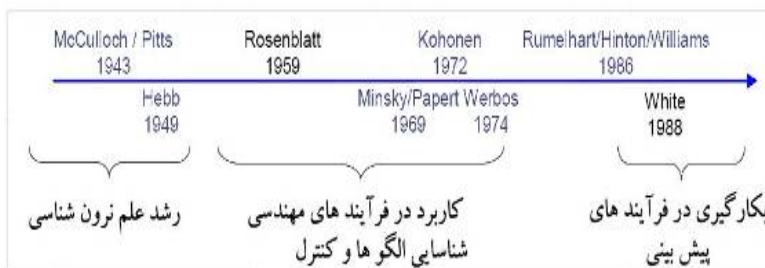 McCulloch / Pitts Rosenblatt Kohonen Rumelhart/Hinton/Williams
1943 1959 1972 1986
Hebb Minsky/Papert Werbos White
1949 1969 1974 1988
رشد علم نرون شناسی
کاربرد در فرآیند های مهندسی
شناسایی الگو ها و کنترل
بکارگیری در فرآیند های
پیش بینی